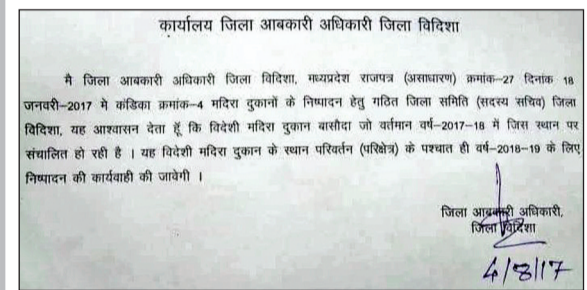 कार्यालय जिला आबकारी अधिकारी जिला विदिशा
मै जिला आबकारी अधिकारी जिला विदिशा, मध्यप्रदेश राजपत्र (असाधारण) क्रमांक-27 दिनांक 18
जनवरी-2017 मे कंडिका क्रमांक-4 मदिरा दुकानों के निष्पादन हेतु गठित जिला समिति (सदस्य सचिव) जिला
विदिशा, यह आश्वासन देता हूँ कि विदेशी मदिरा दुकान बासौदा जो वर्तमान वर्ष-2017-18 में जिस स्थान पर
संचालित हो रही है । यह विदेशी मदिरा दुकान के स्थान परिवर्तन (परिक्षेत्र) के पश्चात ही वर्ष-2018-19 के लिए
निष्पादन की कार्यवाही की जावेगी ।
जिला आबकारी अधिकारी,
जिला विदिशा
4/8/17